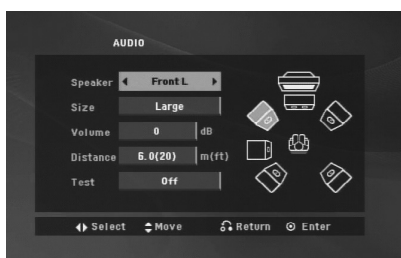 AUDIO
Speaker Front L
Size Large
Volume 0 dB
Distance 6.0(20) m(ft)
Test Off
Select Move Return Enter